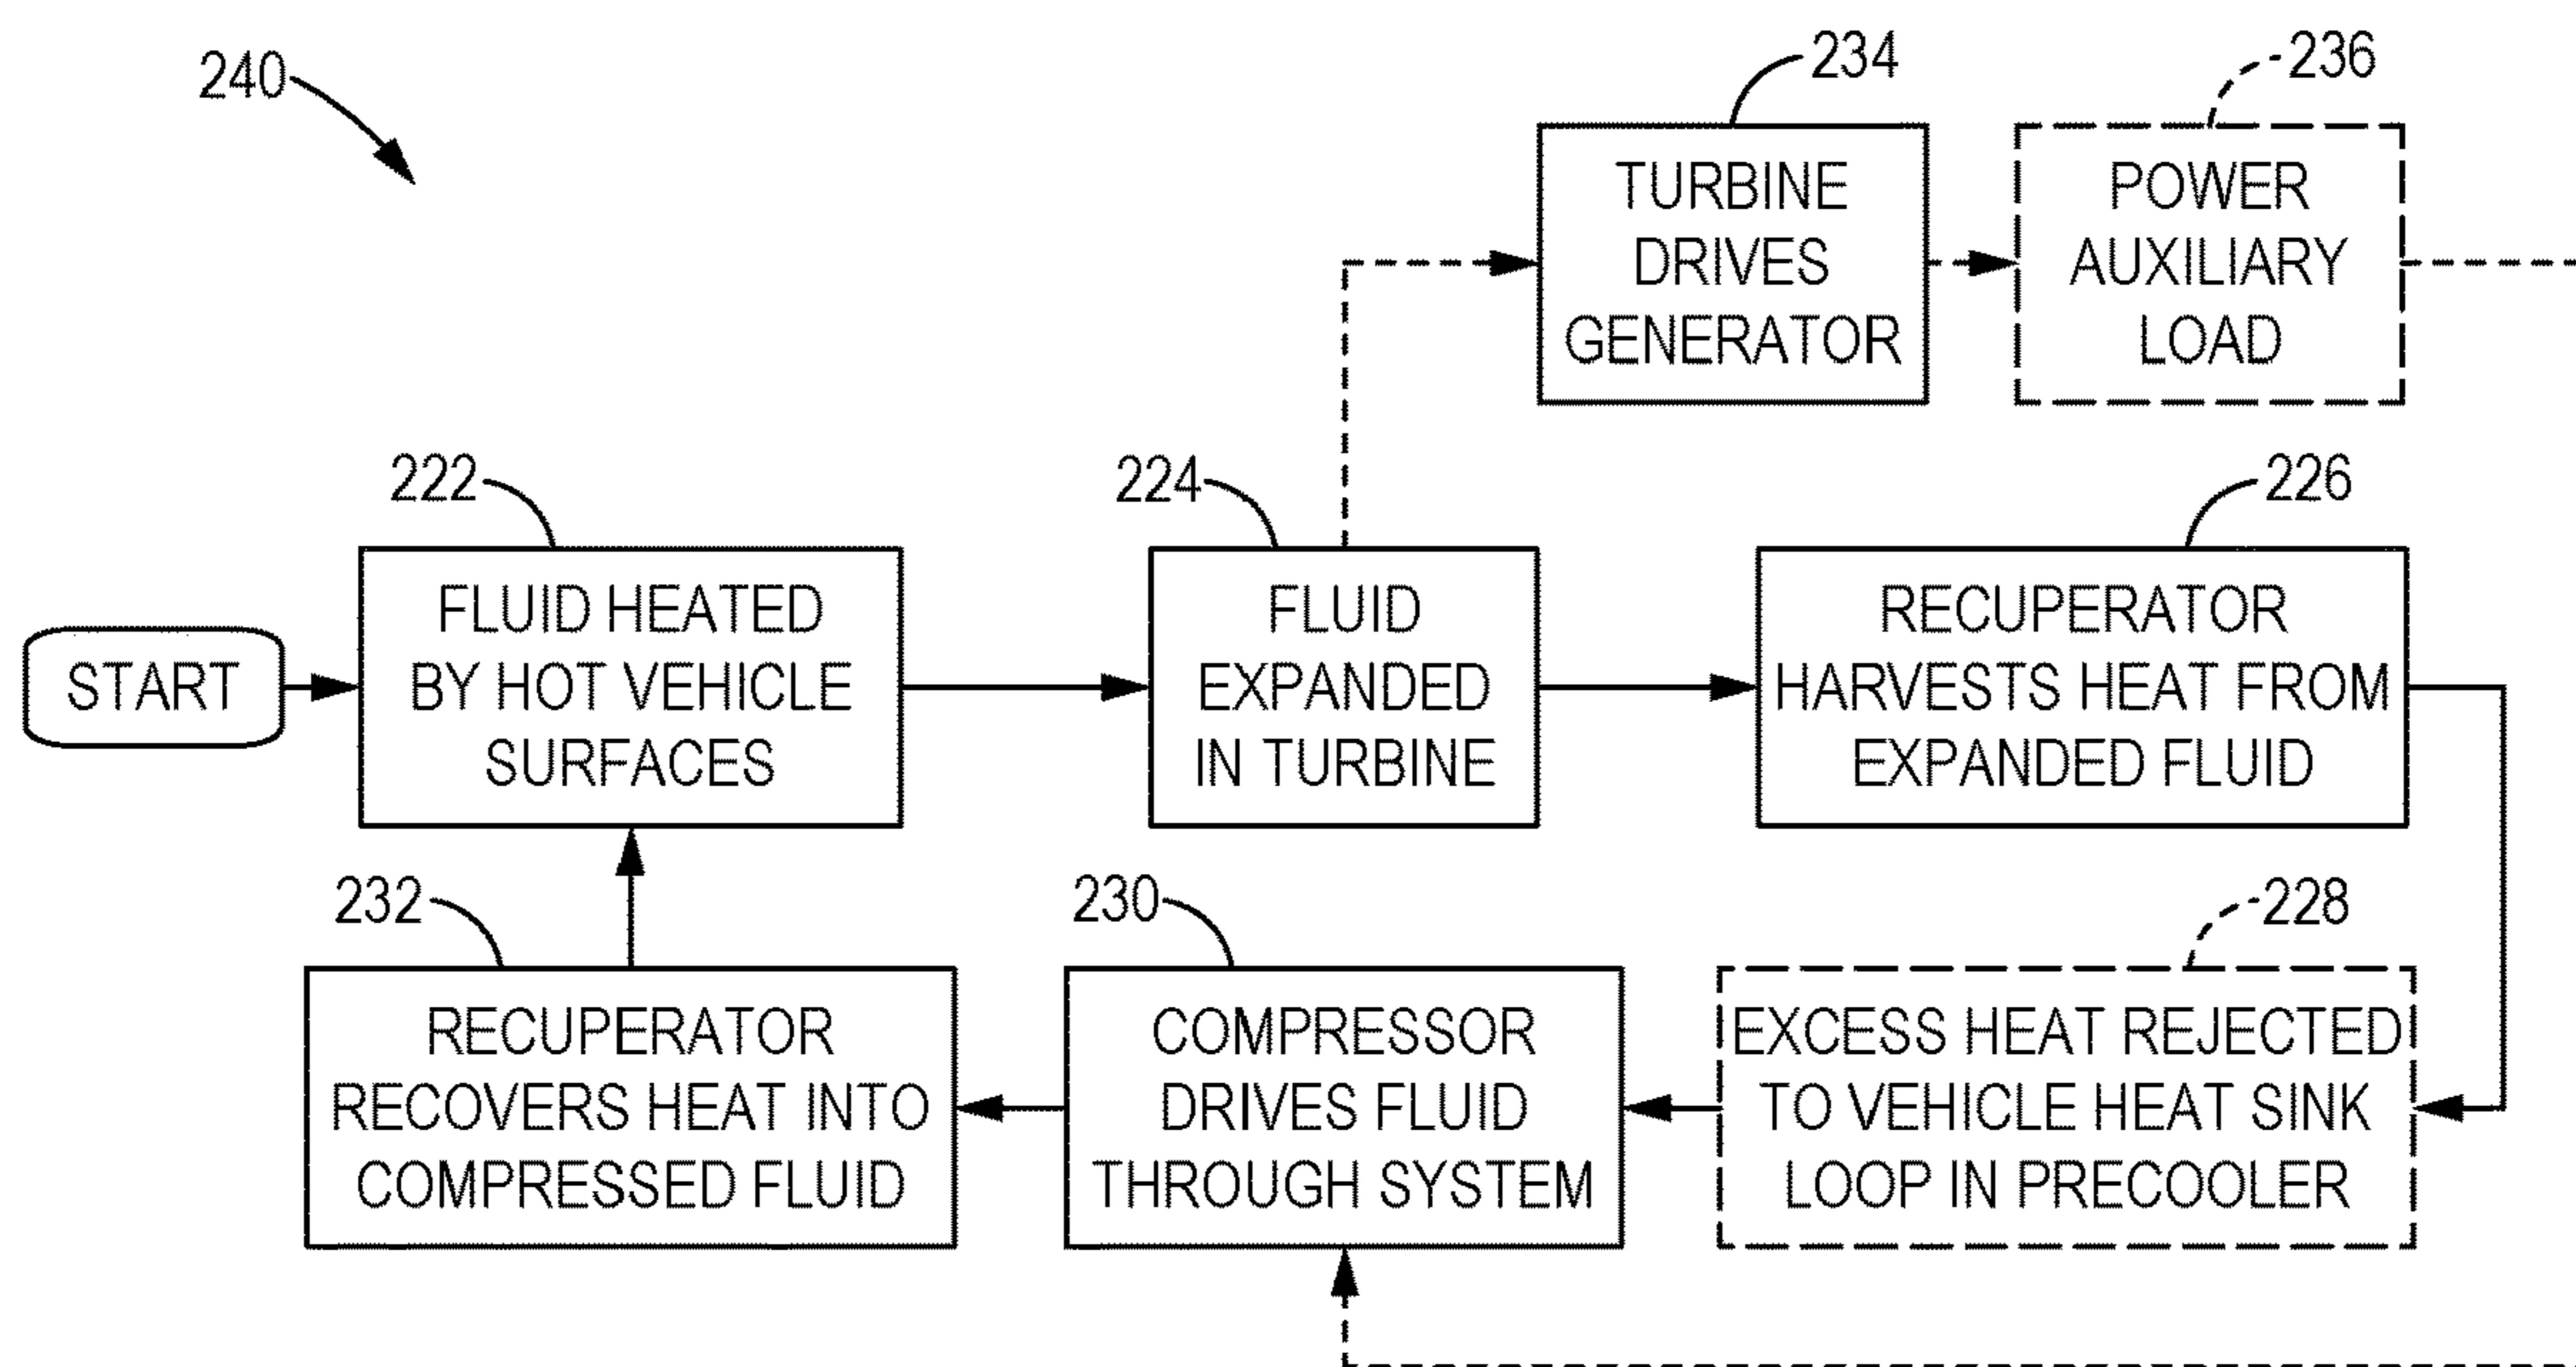 240
234
236
TURBINE
DRIVES
GENERATOR
POWER
AUXILIARY
LOAD
222
224
226
START
FLUID HEATED
BY HOT VEHICLE
SURFACES
FLUID
EXPANDED
IN TURBINE
RECUPERATOR
HARVESTS HEAT FROM
EXPANDED FLUID
232
230
228
RECUPERATOR
RECOVERS HEAT INTO
COMPRESSED FLUID
COMPRESSOR
DRIVES FLUID
THROUGH SYSTEM
EXCESS HEAT REJECTED
TO VEHICLE HEAT SINK
LOOP IN PRECOOLER